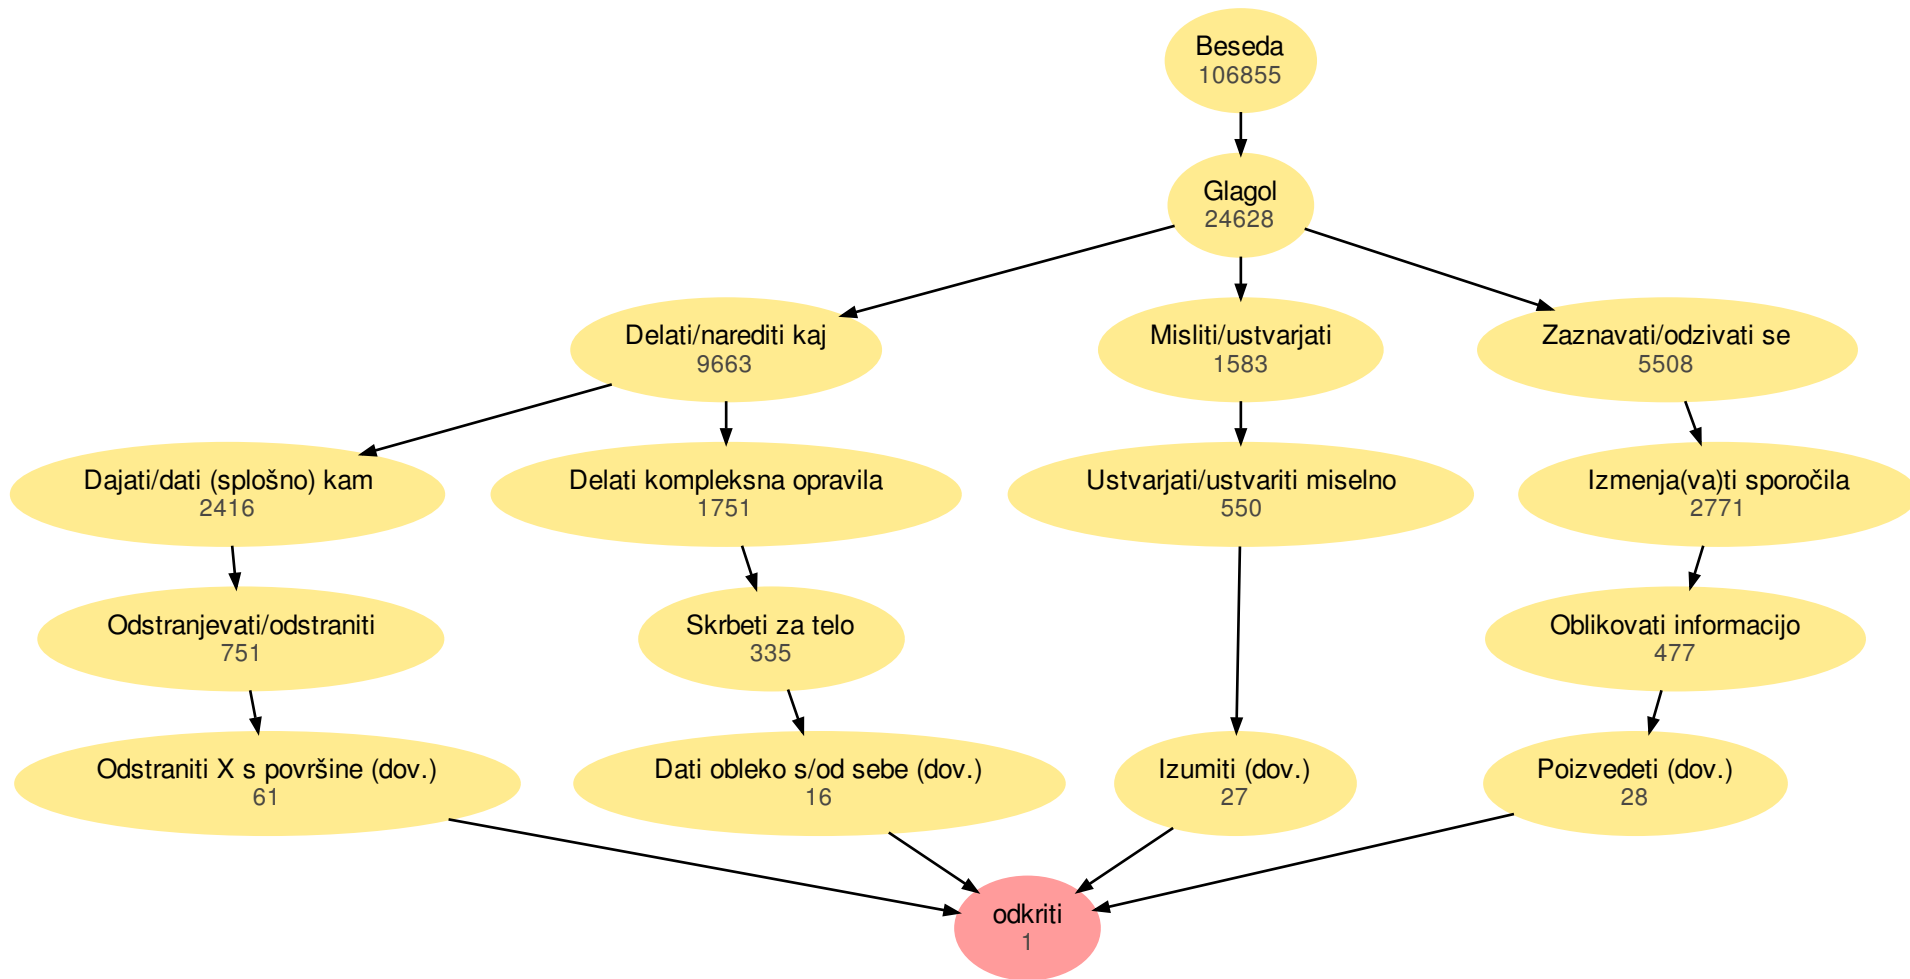 Beseda
106855
Glagol
24628
Delati/narediti kaj
9663
Misliti/ustvarjati
1583
Zaznavati/odzivati se
5508
Dajati/dati (splošno) kam
2416
Delati kompleksna opravila
1751
Ustvarjati/ustvariti miselno
550
Izmenja(va)ti sporočila
2771
Odstranjevati/odstraniti
751
Skrbeti za telo
335
Oblikovati informacijo
477
Odstraniti X s površine (dov.)
61
Dati obleko s/od sebe (dov.)
16
Izumiti (dov.)
27
Poizvedeti (dov.)
28
odkriti
1